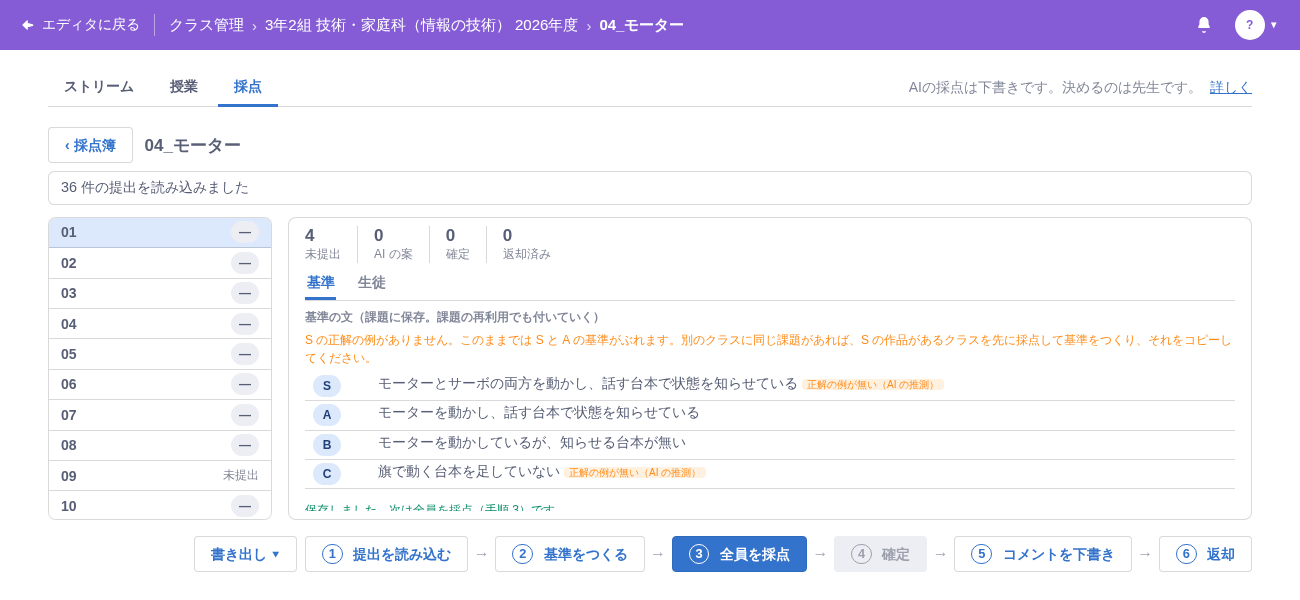 エディタに戻る
クラス管理 › 3年2組 技術・家庭科（情報の技術） 2026年度 › 04_モーター
?
ストリーム 授業 採点
AIの採点は下書きです。決めるのは先生です。 詳しく
‹ 採点簿 04_モーター
36 件の提出を読み込みました
01 —
02 —
03 —
04 —
05 —
06 —
07 —
08 —
09 未提出
10 —
4 0 0 0
未提出 AI の案 確定 返却済み
基準 生徒
基準の文（課題に保存。課題の再利用でも付いていく）
S の正解の例がありません。このままでは S と A の基準がぶれます。別のクラスに同じ課題があれば、S の作品があるクラスを先に採点して基準をつくり、それをコピーし
てください。
S モーターとサーボの両方を動かし、話す台本で状態を知らせている 正解の例が無い（AI の推測）
A モーターを動かし、話す台本で状態を知らせている
B モーターを動かしているが、知らせる台本が無い
C 旗で動く台本を足していない 正解の例が無い（AI の推測）
保存しました。次は全員を採点（手順 3）です。
書き出し ▾ 1 提出を読み込む → 2 基準をつくる → 3 全員を採点 → 4 確定 → 5 コメントを下書き → 6 返却